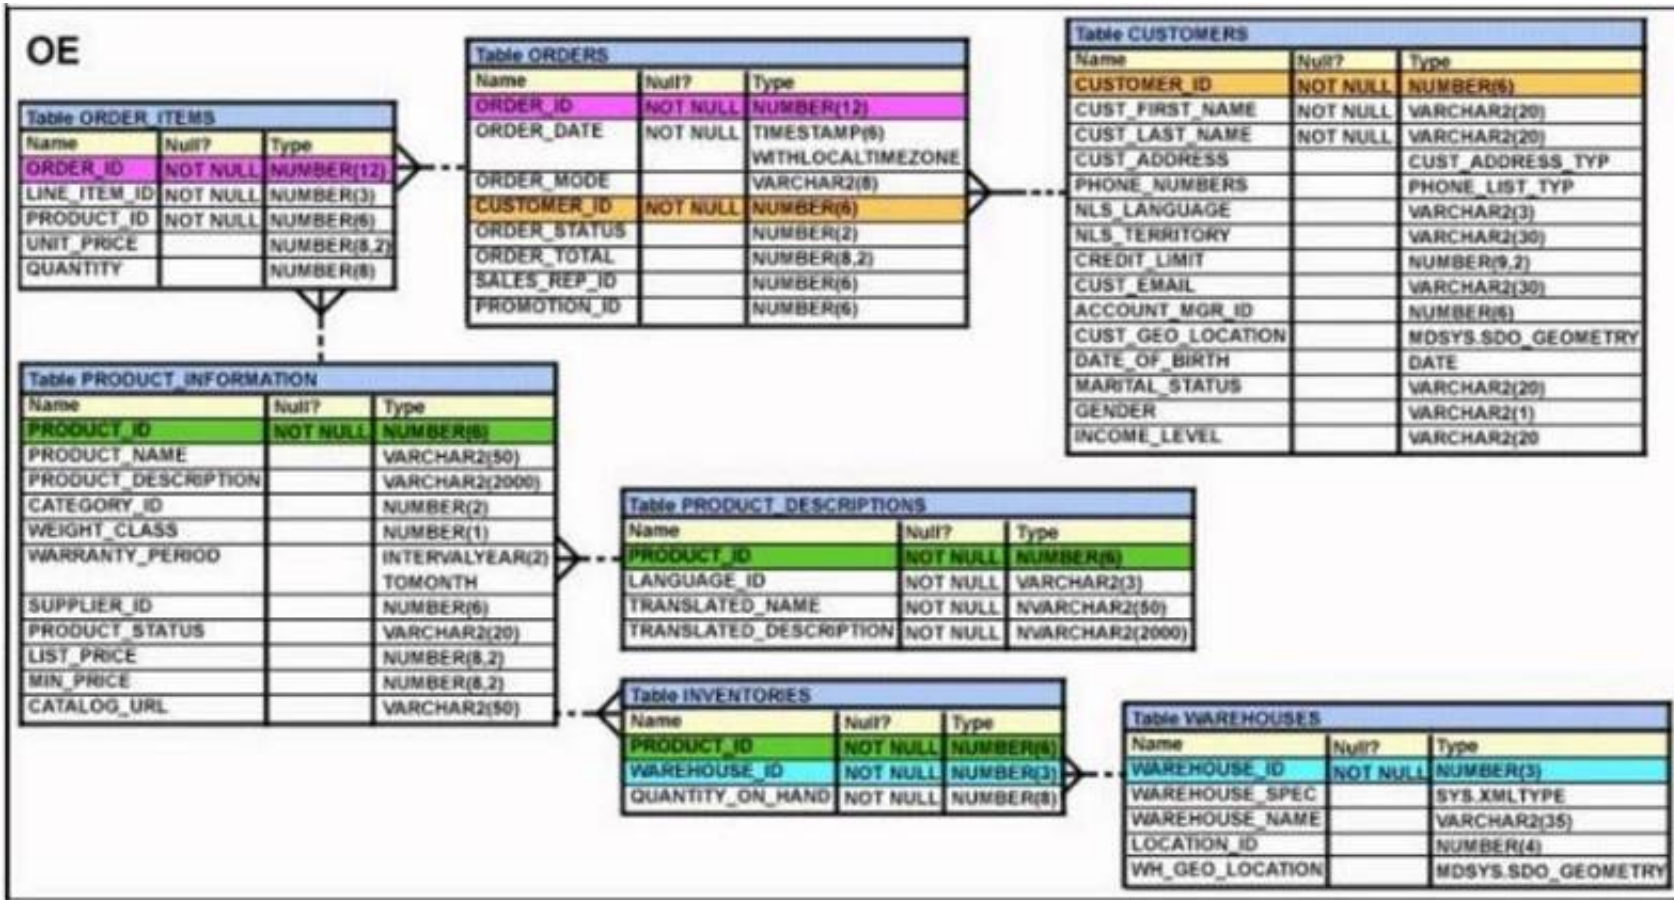 OE
Table ORDER_ITEMS
Name Null? Type
ORDER_ID NOT NULL NUMBER(12)
LINE_ITEM_ID NOT NULL NUMBER(3)
PRODUCT_ID NOT NULL NUMBER(6)
UNIT_PRICE NUMBER(8,2)
QUANTITY NUMBER(8)
Table ORDERS
Name Null? Type
ORDER_ID NOT NULL NUMBER(12)
ORDER_DATE NOT NULL TIMESTAMP(6)
WITHLOCALTIMEZONE
ORDER_MODE VARCHAR2(8)
CUSTOMER_ID NOT NULL NUMBER(6)
ORDER_STATUS NUMBER(2)
ORDER_TOTAL NUMBER(8,2)
SALES_REP_ID NUMBER(6)
PROMOTION_ID NUMBER(6)
Table CUSTOMERS
Name Null? Type
CUSTOMER_ID NOT NULL NUMBER(6)
CUST_FIRST_NAME NOT NULL VARCHAR2(20)
CUST_LAST_NAME NOT NULL VARCHAR2(20)
CUST_ADDRESS CUST_ADDRESS_TYP
PHONE_NUMBERS PHONE_LIST_TYP
NLS_LANGUAGE VARCHAR2(3)
NLS_TERRITORY VARCHAR2(30)
CREDIT_LIMIT NUMBER(9,2)
CUST_EMAIL VARCHAR2(30)
ACCOUNT_MGR_ID NUMBER(6)
CUST_GEO_LOCATION MDSYS.SDO_GEOMETRY
DATE_OF_BIRTH DATE
MARITAL_STATUS VARCHAR2(20)
GENDER VARCHAR2(1)
INCOME_LEVEL VARCHAR2(20
Table PRODUCT_INFORMATION
Name Null? Type
PRODUCT_ID NOT NULL NUMBER(6)
PRODUCT_NAME VARCHAR2(50)
PRODUCT_DESCRIPTION VARCHAR2(2000)
CATEGORY_ID NUMBER(2)
WEIGHT_CLASS NUMBER(1)
WARRANTY_PERIOD INTERVALYEAR(2)
TOMONTH
SUPPLIER_ID NUMBER(6)
PRODUCT_STATUS VARCHAR2(20)
LIST_PRICE NUMBER(8,2)
MIN_PRICE NUMBER(8,2)
CATALOG_URL VARCHAR2(50)
Table PRODUCT_DESCRIPTIONS
Name Null? Type
PRODUCT_ID NOT NULL NUMBER(6)
LANGUAGE_ID NOT NULL VARCHAR2(3)
TRANSLATED_NAME NOT NULL NVARCHAR2(50)
TRANSLATED_DESCRIPTION NOT NULL NVARCHAR2(2000)
Table INVENTORIES
Name Null? Type
PRODUCT_ID NOT NULL NUMBER(6)
WAREHOUSE_ID NOT NULL NUMBER(3)
QUANTITY_ON_HAND NOT NULL NUMBER(8)
Table WAREHOUSES
Name Null? Type
WAREHOUSE_ID NOT NULL NUMBER(3)
WAREHOUSE_SPEC SYS.XMLTYPE
WAREHOUSE_NAME VARCHAR2(35)
LOCATION_ID NUMBER(4)
WH_GEO_LOCATION MDSYS.SDO_GEOMETRY